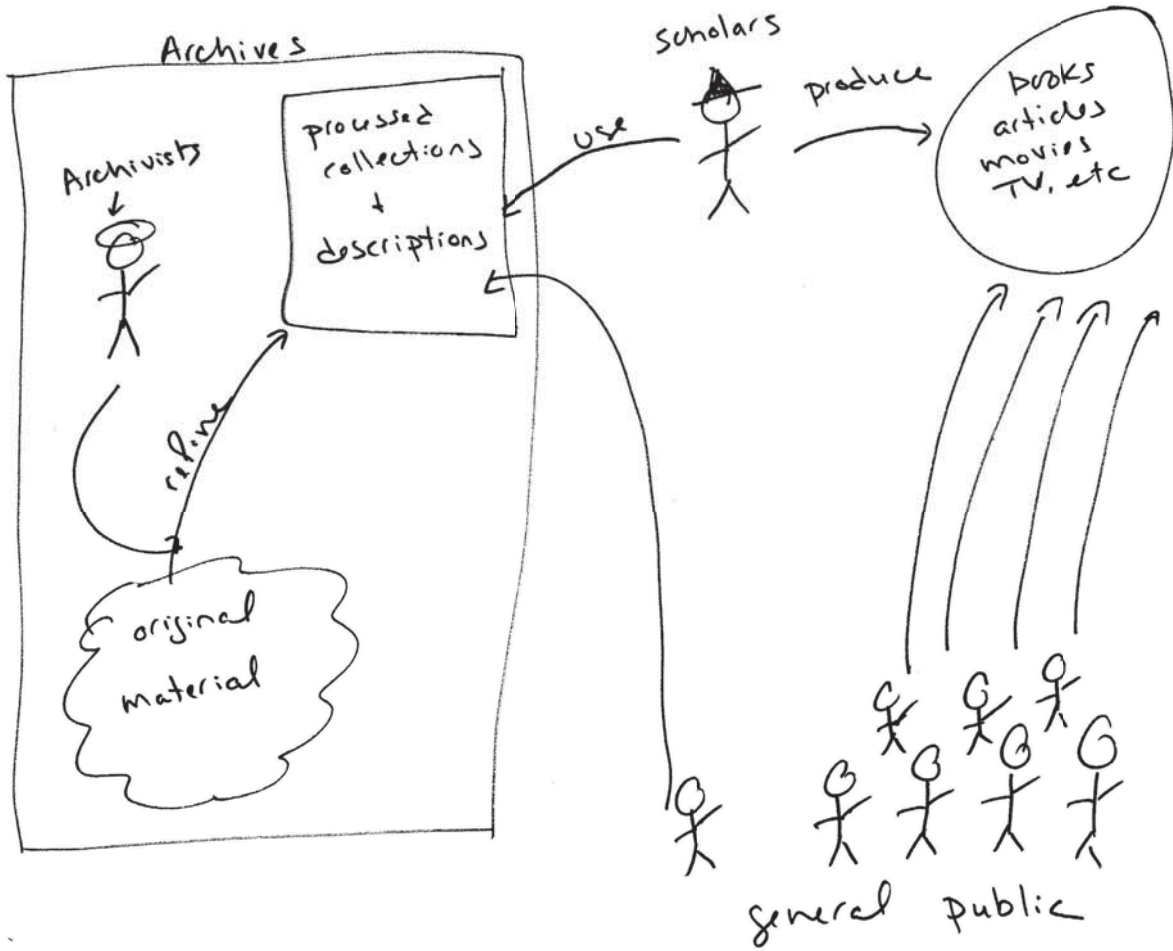 Archives
Archivists
processed
collections
+
descriptions
refine
original
material
use
scholars
produce
books
articles
movies
TV, etc
general public